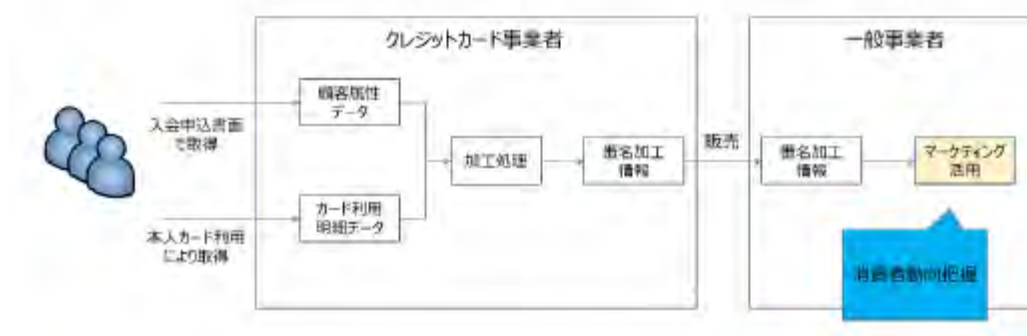 クレジットカード事業者
一般事業者
顧客属性
データ
入会申込書面
で取得
加工処理
匿名加工
情報
販売
匿名加工
情報
マーケティング
活用
カード利用
明細データ
本人カード利用
により取得
消費者動向把握